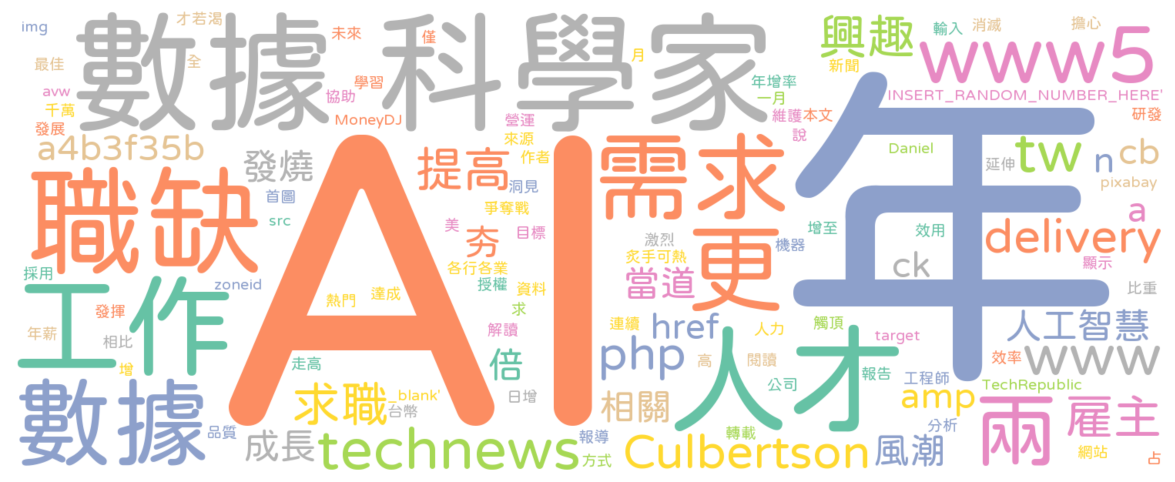 img
才若渴
未來
僅
月
興趣
輸入
消滅
擔心
數據科學家
www5
最佳
全
avw
千萬
學習
協助
年增率
一月
新聞
INSERT_RANDOM_NUMBER_HERE'
發展
MoneyDJ
營運
維護
本文
研發
a4b3f35b
來源
作者
說
年
Daniel
tw
n
cb
發燒
提高
需求
延伸
pixabay
職缺
AI
洞見
首圖
爭奪戰
a
src
美
目標
夯
激烈
更
機器
增至
效用
delivery
採用
各行各業
炙手可熱
ck
顯示
zoneid
授權
當道
資料
比重
工作
熱門
達成
求
發揮
連續
href
人才
觸頂
人工智慧
年薪
相比
解讀
人力
target
增
走高
倍
php
高
閱讀
報告
效率
www
數據
求職
_blank'
日增
公司
工程師
TechRepublic
台幣
相關
amp
兩
雇主
品質
成長
technews
報導
轉載
分析
方式
Culbertson
風潮
網站
占